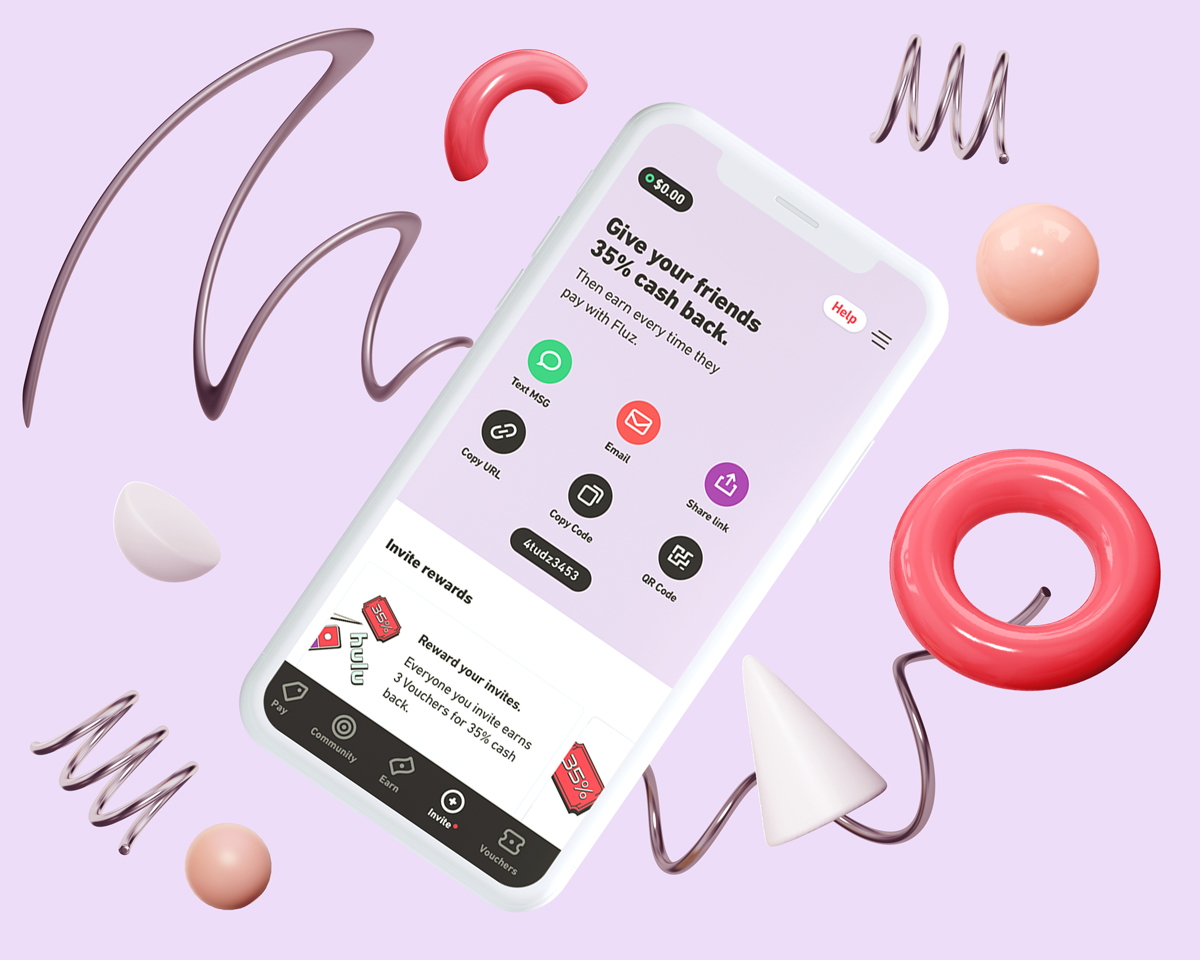 $0.00
Help
Give your friends
35% cash back.
Then earn every time they
pay with Fluz.
Text MSG
Email
Share link
Copy URL
Copy Code
QR Code
4tudz3453
Invite rewards
35%
hulu
Reward your invites.
Everyone you invite earns
3 Vouchers for 35% cash
back.
35%
Pay
Community
Earn
Invite
Vouchers